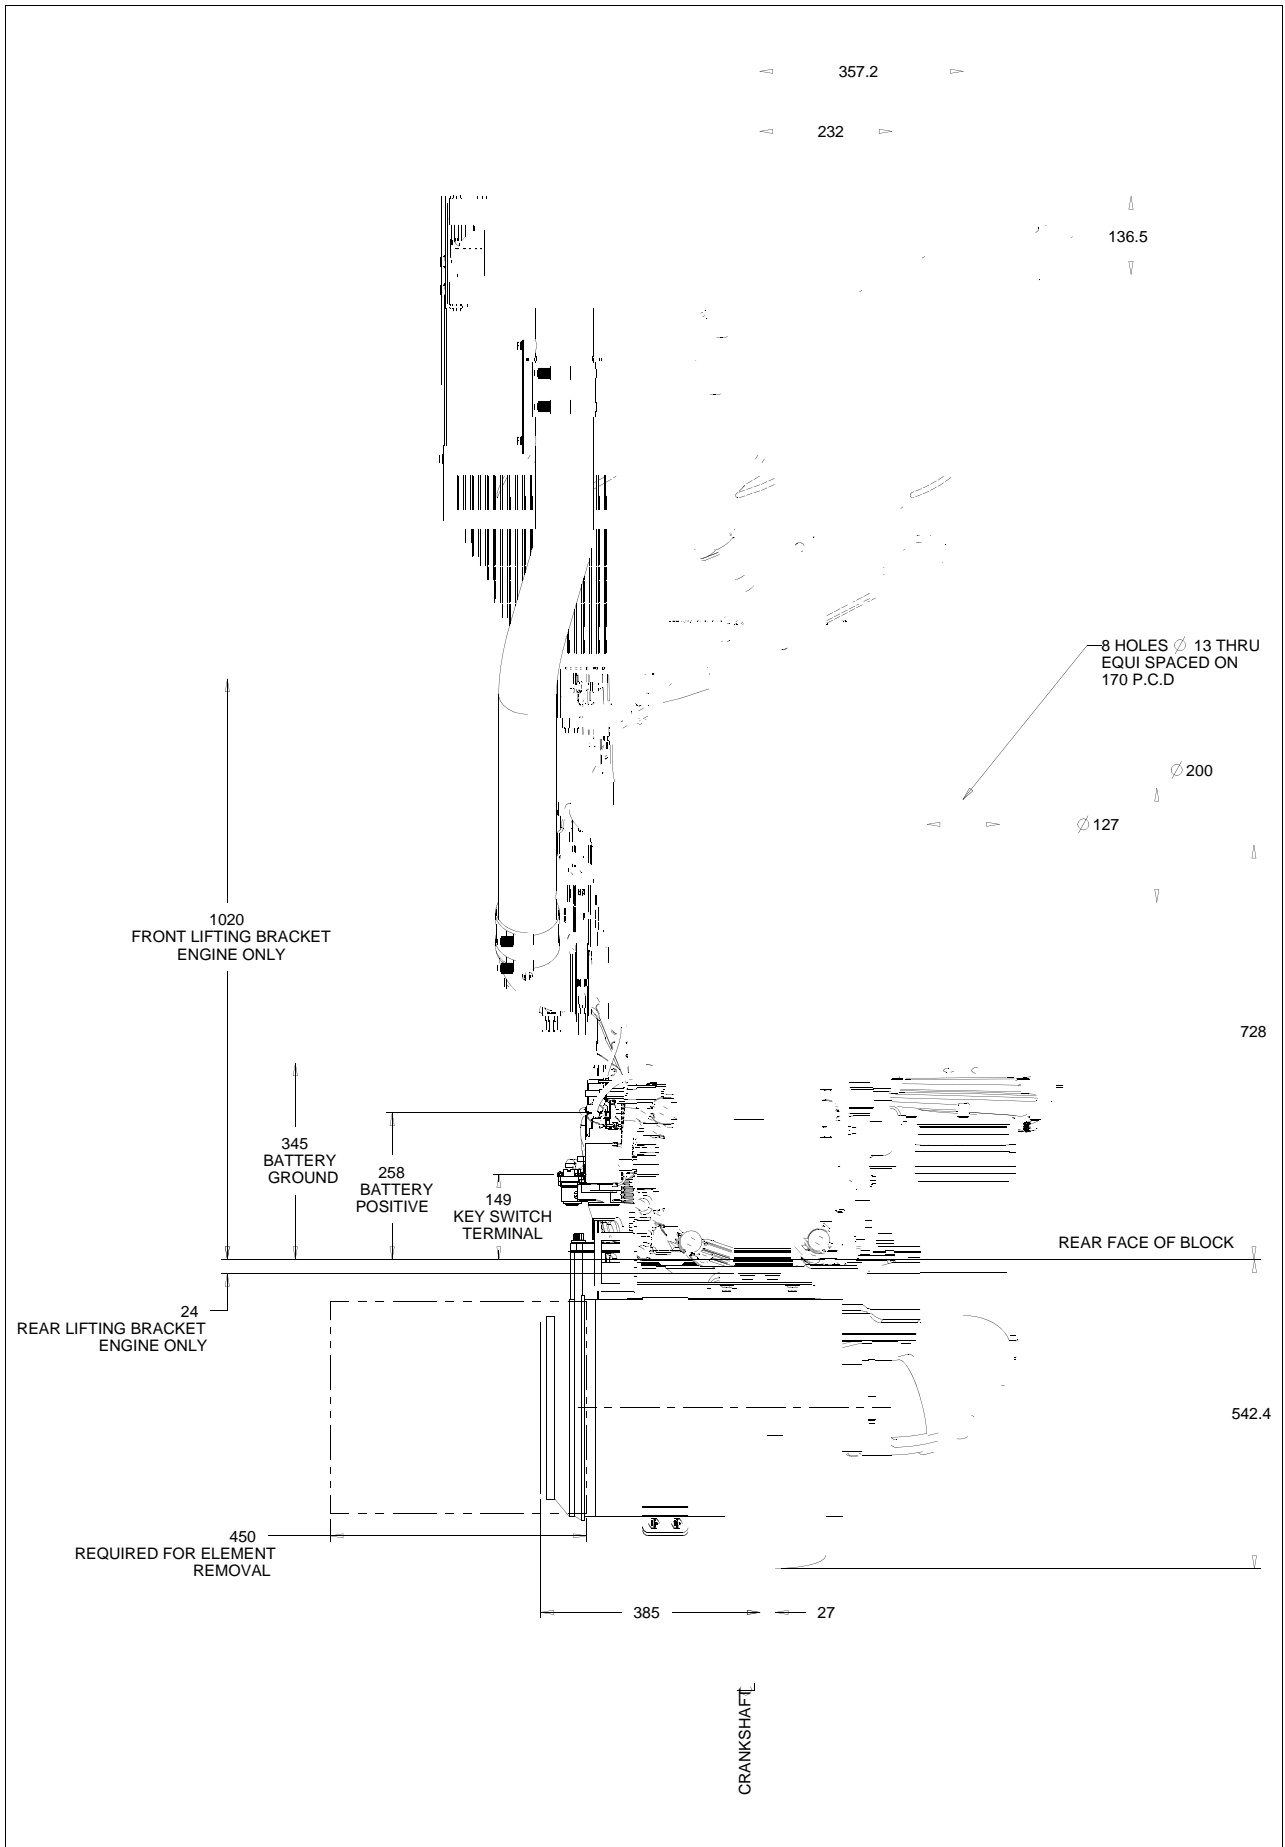 357.2
232
136.5
8 HOLES ∅ 13 THRU
EQUI SPACED ON
170 P.C.D
∅ 200
∅ 127
1020
FRONT LIFTING BRACKET
ENGINE ONLY
728
345
BATTERY
GROUND
258
BATTERY
POSITIVE
149
KEY SWITCH
TERMINAL
REAR FACE OF BLOCK
24
REAR LIFTING BRACKET
ENGINE ONLY
542.4
450
REQUIRED FOR ELEMENT
REMOVAL
385
27
CRANKSHAFT